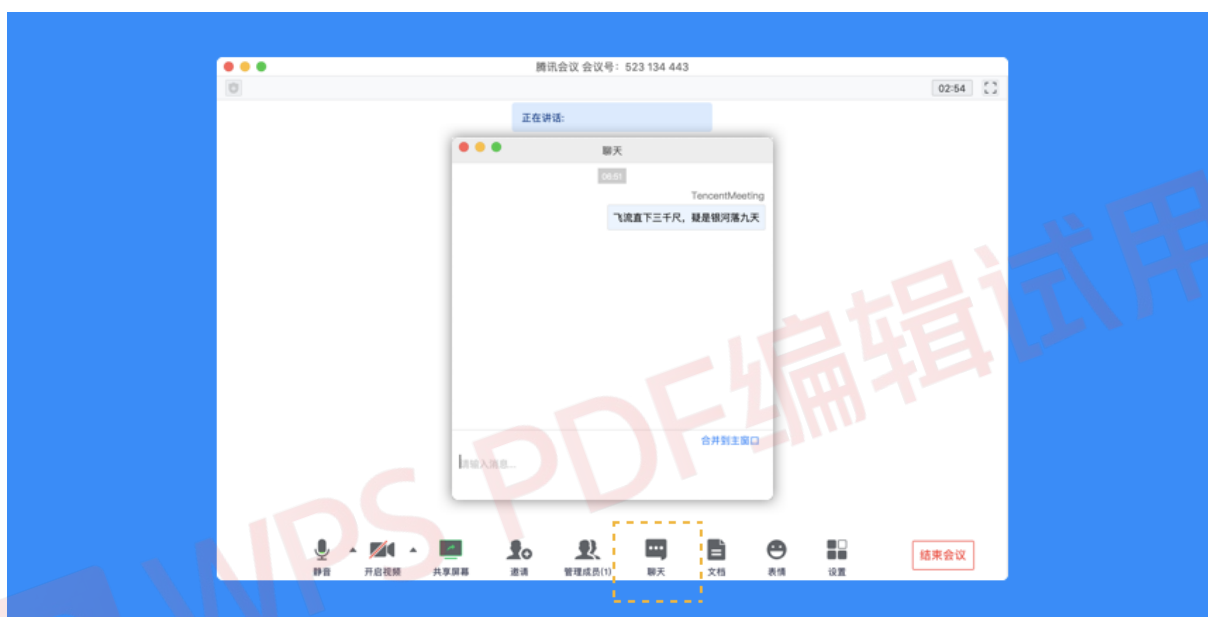 腾讯会议 会议号：523 134 443
02:54
正在讲话:
聊天
06:51
TencentMeeting
飞流直下三千尺，疑是银河落九天
合并到主窗口
请输入消息...
静音 开启视频 共享屏幕 邀请 管理成员(1) 聊天 文档 表情 设置 结束会议
WPS PDF编辑试用